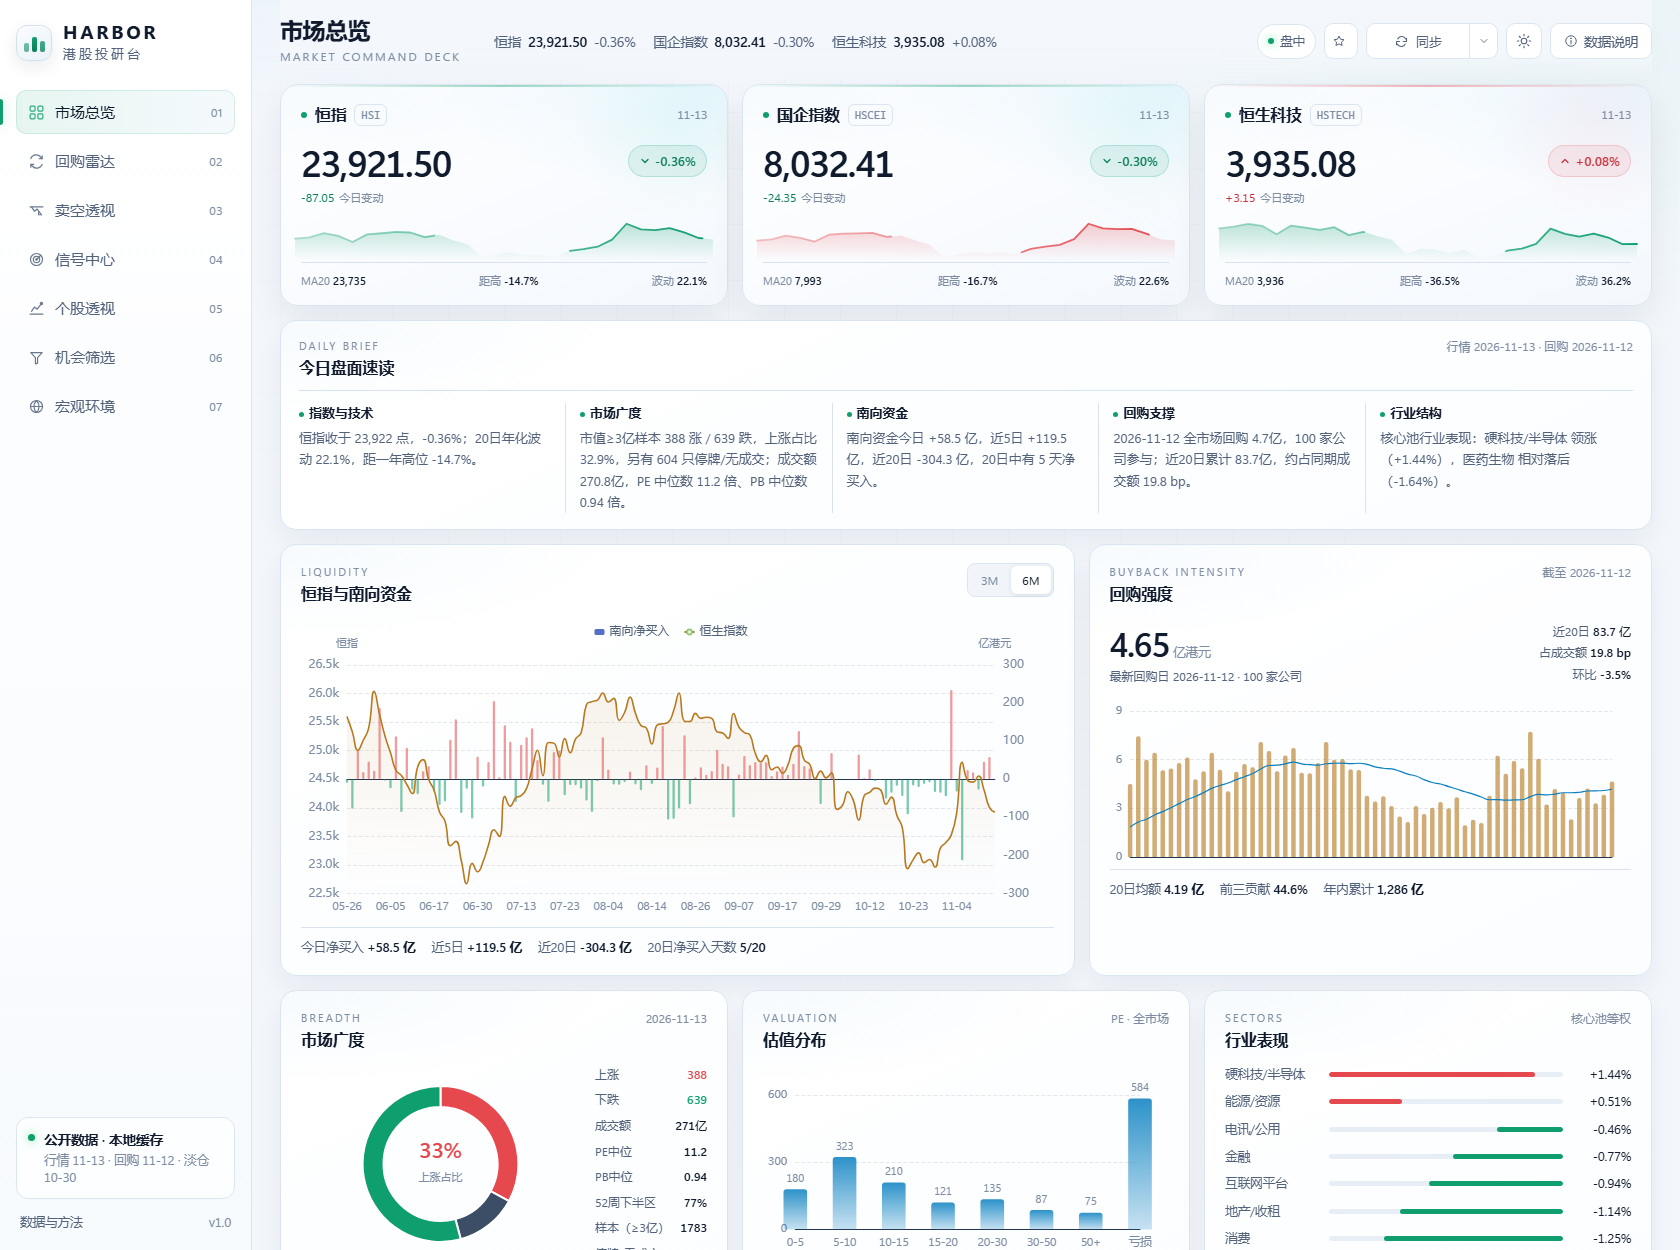 HARBOR
港股投研台
市场总览 01
回购雷达 02
卖空透视 03
信号中心 04
个股透视 05
机会筛选 06
宏观环境 07
公开数据 · 本地缓存
行情 11-13 · 回购 11-12 · 淡仓
10-30
数据与方法 v1.0
市场总览
MARKET COMMAND DECK
恒指 23,921.50 -0.36% 国企指数 8,032.41 -0.30% 恒生科技 3,935.08 +0.08%
盘中
同步
数据说明
恒指 HSI 11-13
23,921.50 -0.36%
-87.05 今日变动
MA20 23,735 距高 -14.7% 波动 22.1%
国企指数 HSCEI 11-13
8,032.41 -0.30%
-24.35 今日变动
MA20 7,993 距高 -16.7% 波动 22.6%
恒生科技 HSTECH 11-13
3,935.08 +0.08%
+3.15 今日变动
MA20 3,936 距高 -36.5% 波动 36.2%
DAILY BRIEF
今日盘面速读
行情 2026-11-13 · 回购 2026-11-12
指数与技术
恒指收于 23,922 点，-0.36%；20日年化波
动 22.1%，距一年高位 -14.7%。
市场广度
市值≥3亿样本 388 涨 / 639 跌，上涨占比
32.9%，另有 604 只停牌/无成交；成交额
270.8亿，PE 中位数 11.2 倍、PB 中位数
0.94 倍。
南向资金
南向资金今日 +58.5 亿，近5日 +119.5
亿，近20日 -304.3 亿，20日中有 5 天净
买入。
回购支撑
2026-11-12 全市场回购 4.7亿，100 家公
司参与；近20日累计 83.7亿，约占同期成
交额 19.8 bp。
行业结构
核心池行业表现：硬科技/半导体 领涨
（+1.44%），医药生物 相对落后
（-1.64%）。
LIQUIDITY
恒指与南向资金
3M 6M
南向净买入 恒生指数
恒指 亿港元
26.5k
26.0k
25.5k
25.0k
24.5k
24.0k
23.5k
23.0k
22.5k
300
200
100
0
-100
-200
-300
05-26 06-05 06-17 06-30 07-13 07-23 08-04 08-14 08-26 09-07 09-17 09-29 10-12 10-23 11-04
今日净买入 +58.5 亿 近5日 +119.5 亿 近20日 -304.3 亿 20日净买入天数 5/20
BUYBACK INTENSITY
回购强度
截至 2026-11-12
4.65 亿港元
最新回购日 2026-11-12 · 100 家公司
近20日 83.7 亿
占成交额 19.8 bp
环比 -3.5%
9
6
3
0
20日均额 4.19 亿 前三贡献 44.6% 年内累计 1,286 亿
BREADTH
市场广度
2026-11-13
33%
上涨占比
上涨 388
下跌 639
成交额 271亿
PE中位 11.2
PB中位 0.94
52周下半区 77%
样本（≥3亿） 1783
VALUATION
估值分布
PE · 全市场
600
300
0
180
323
210
121
135
87
75
584
0-5 5-10 10-15 15-20 20-30 30-50 50+ 亏损
SECTORS
行业表现
核心池等权
硬科技/半导体 +1.44%
能源/资源 +0.51%
电讯/公用 -0.46%
金融 -0.77%
互联网平台 -0.94%
地产/收租 -1.14%
消费 -1.25%